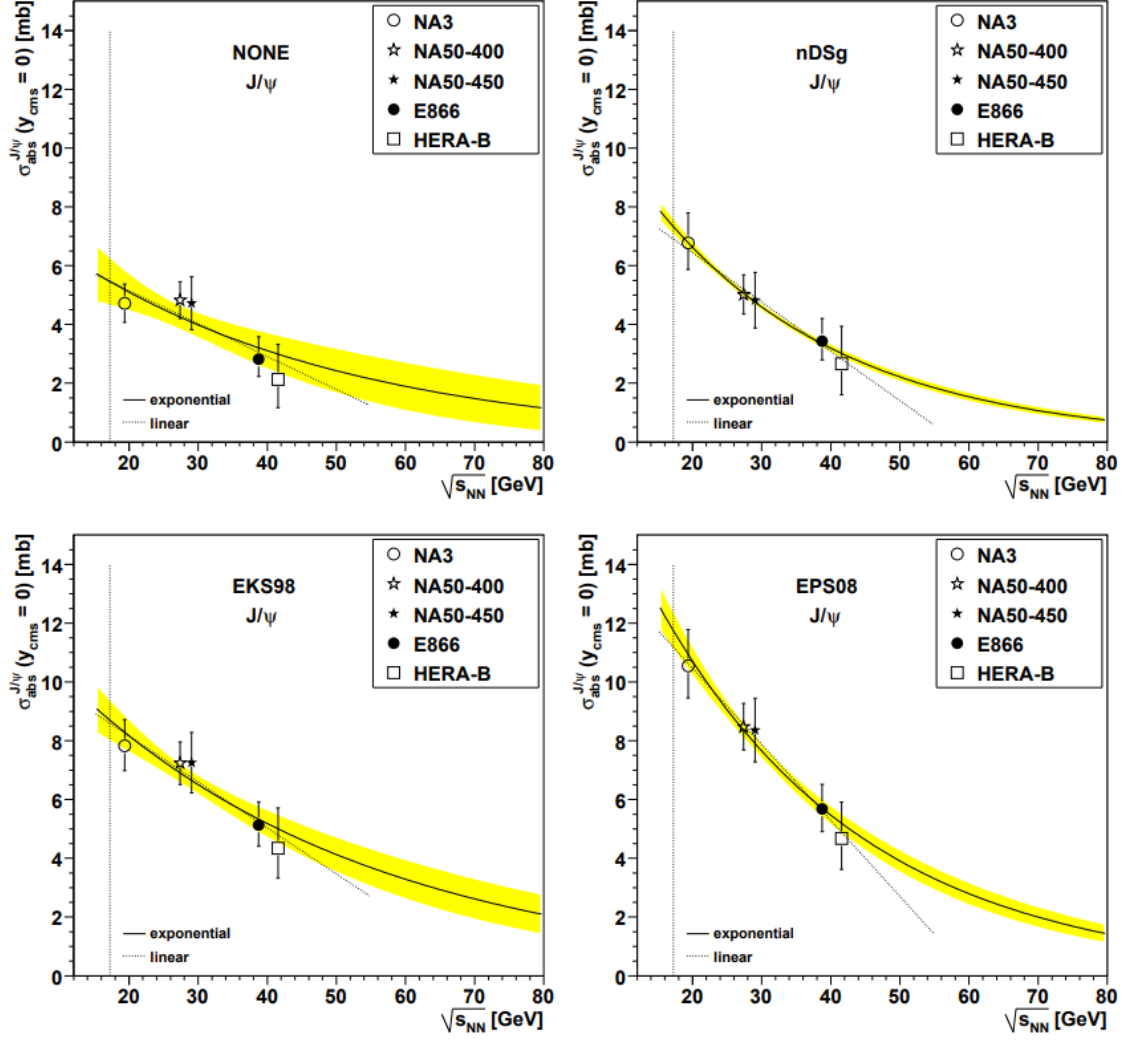 σ_abs^J/ψ (y_cms = 0) [mb]
14
12
10
8
6
4
2
0
NONE
J/ψ
NA3
NA50-400
NA50-450
E866
HERA-B
exponential
linear
20 30 40 50 60 70 80
√s_NN [GeV]
σ_abs^J/ψ (y_cms = 0) [mb]
14
12
10
8
6
4
2
0
nDSg
J/ψ
NA3
NA50-400
NA50-450
E866
HERA-B
exponential
linear
20 30 40 50 60 70 80
√s_NN [GeV]
σ_abs^J/ψ (y_cms = 0) [mb]
14
12
10
8
6
4
2
0
EKS98
J/ψ
NA3
NA50-400
NA50-450
E866
HERA-B
exponential
linear
20 30 40 50 60 70 80
√s_NN [GeV]
σ_abs^J/ψ (y_cms = 0) [mb]
14
12
10
8
6
4
2
0
EPS08
J/ψ
NA3
NA50-400
NA50-450
E866
HERA-B
exponential
linear
20 30 40 50 60 70 80
√s_NN [GeV]